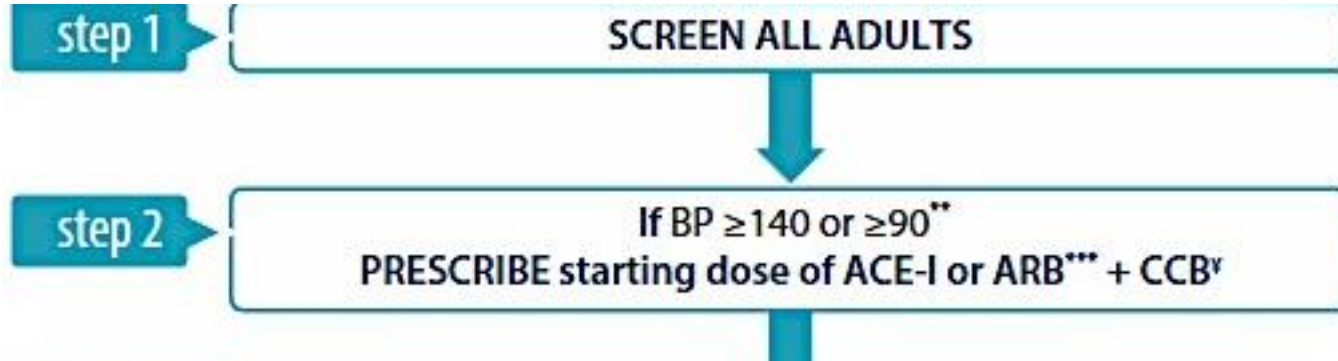 step 1
SCREEN ALL ADULTS
step 2
If BP ≥140 or ≥90**
PRESCRIBE starting dose of ACE-I or ARB*** + CCB¥